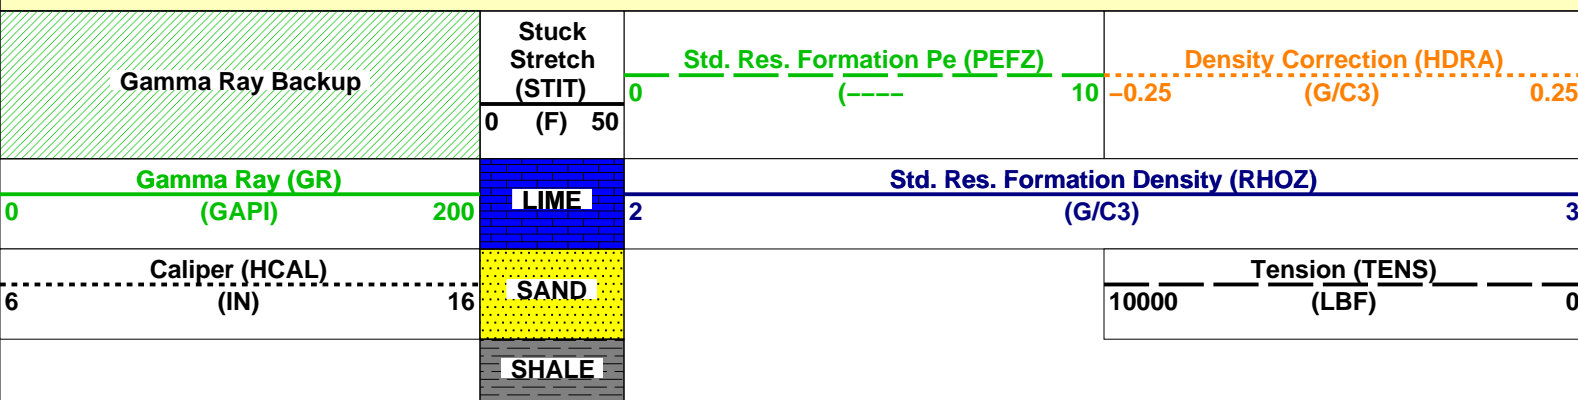 Gamma Ray Backup
Stuck
Stretch
(STIT)
0 (F) 50
Std. Res. Formation Pe (PEFZ)
0 (−−−− 10
Density Correction (HDRA)
−0.25 (G/C3) 0.25
Gamma Ray (GR)
0 (GAPI) 200
LIME
Std. Res. Formation Density (RHOZ)
2 (G/C3) 3
Caliper (HCAL)
6 (IN) 16
SAND
Tension (TENS)
10000 (LBF) 0
SHALE